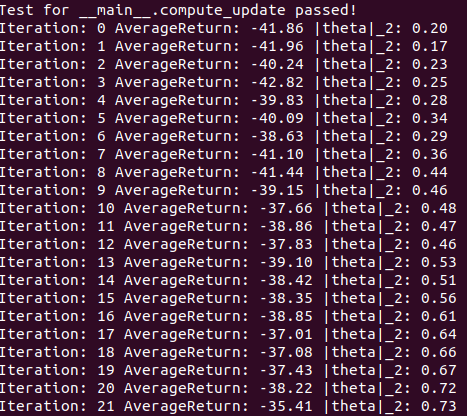 Test for __main__.compute_update passed!
Iteration: 0 AverageReturn: -41.86 |theta|_2: 0.20
Iteration: 1 AverageReturn: -41.96 |theta|_2: 0.17
Iteration: 2 AverageReturn: -40.24 |theta|_2: 0.23
Iteration: 3 AverageReturn: -42.82 |theta|_2: 0.25
Iteration: 4 AverageReturn: -39.83 |theta|_2: 0.28
Iteration: 5 AverageReturn: -40.09 |theta|_2: 0.34
Iteration: 6 AverageReturn: -38.63 |theta|_2: 0.29
Iteration: 7 AverageReturn: -41.10 |theta|_2: 0.36
Iteration: 8 AverageReturn: -41.44 |theta|_2: 0.44
Iteration: 9 AverageReturn: -39.15 |theta|_2: 0.46
Iteration: 10 AverageReturn: -37.66 |theta|_2: 0.48
Iteration: 11 AverageReturn: -38.86 |theta|_2: 0.47
Iteration: 12 AverageReturn: -37.83 |theta|_2: 0.46
Iteration: 13 AverageReturn: -39.10 |theta|_2: 0.53
Iteration: 14 AverageReturn: -38.42 |theta|_2: 0.51
Iteration: 15 AverageReturn: -38.35 |theta|_2: 0.56
Iteration: 16 AverageReturn: -38.85 |theta|_2: 0.61
Iteration: 17 AverageReturn: -37.01 |theta|_2: 0.64
Iteration: 18 AverageReturn: -37.08 |theta|_2: 0.66
Iteration: 19 AverageReturn: -37.43 |theta|_2: 0.67
Iteration: 20 AverageReturn: -38.22 |theta|_2: 0.72
Iteration: 21 AverageReturn: -35.41 |theta|_2: 0.73